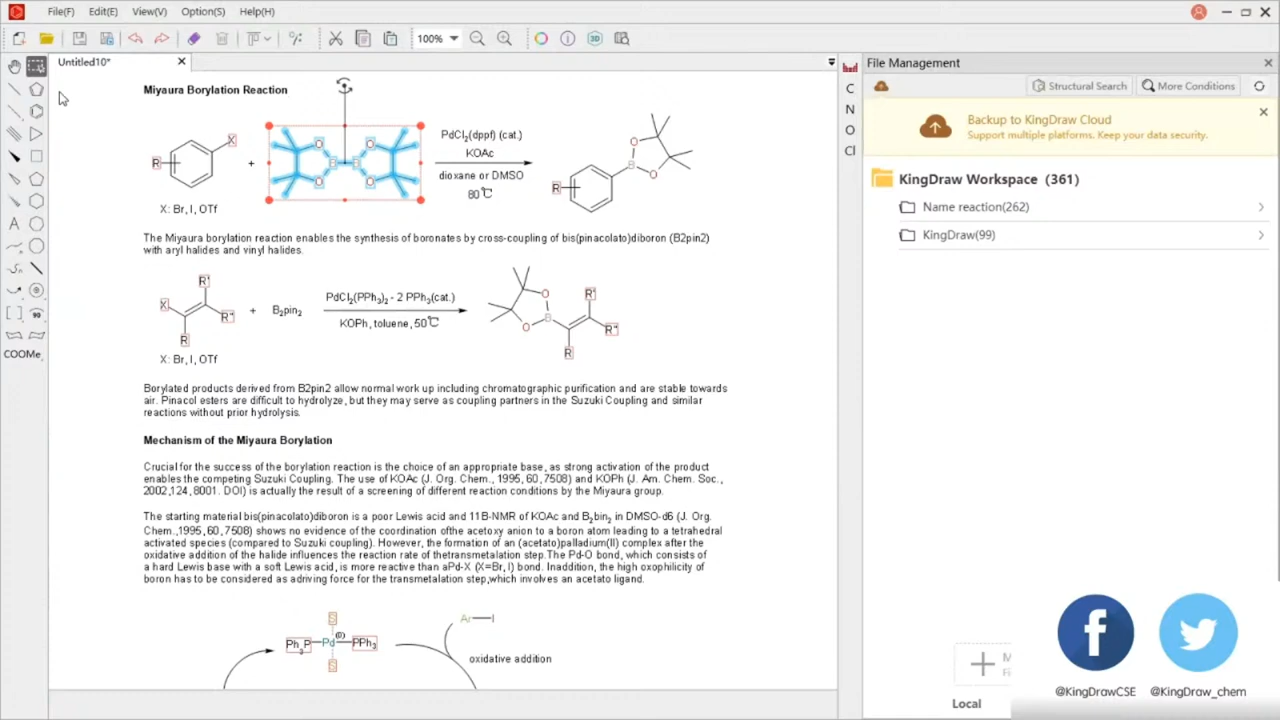 File(F) Edit(E) View(V) Option(S) Help(H)
100% 3D
Untitled10*
File Management
Structural Search More Conditions
Backup to KingDraw Cloud
Support multiple platforms. Keep your data security.
KingDraw Workspace (361)
Name reaction(262)
KingDraw(99)
C
N
O
Cl
A
[ ]
99
COOMe
Miyaura Borylation Reaction
R X + O O B B O O
PdCl2(dppf) (cat.)
KOAc
dioxane or DMSO
80℃
R B O O
X: Br, I, OTf
The Miyaura borylation reaction enables the synthesis of boronates by cross-coupling of bis(pinacolato)diboron (B2pin2)
with aryl halides and vinyl halides.
X R' R" R + B2pin2
PdCl2(PPh3)2 - 2 PPh3(cat.)
KOPh, toluene, 50℃
O O B R' R" R
X: Br, I, OTf
Borylated products derived from B2pin2 allow normal work up including chromatographic purification and are stable towards
air. Pinacol esters are difficult to hydrolyze, but they may serve as coupling partners in the Suzuki Coupling and similar
reactions without prior hydrolysis.
Mechanism of the Miyaura Borylation
Crucial for the success of the borylation reaction is the choice of an appropriate base, as strong activation of the product
enables the competing Suzuki Coupling. The use of KOAc (J. Org. Chem., 1995, 60, 7508) and KOPh (J. Am. Chem. Soc.,
2002,124, 8001. DOI) is actually the result of a screening of different reaction conditions by the Miyaura group.
The starting material bis(pinacolato)diboron is a poor Lewis acid and 11B-NMR of KOAc and B2bin2 in DMSO-d6 (J. Org.
Chem.,1995, 60, 7508) shows no evidence of the coordination ofthe acetoxy anion to a boron atom leading to a tetrahedral
activated species (compared to Suzuki coupling). However, the formation of an (acetato)palladium(II) complex after the
oxidative addition of the halide influences the reaction rate of thetransmetalation step.The Pd-O bond, which consists of
a hard Lewis base with a soft Lewis acid, is more reactive than aPd-X (X=Br, I) bond. Inaddition, the high oxophilicity of
boron has to be considered as adriving force for the transmetalation step,which involves an acetato ligand.
S
Ph3P Pd (0) PPh3
S
Ar I
oxidative addition
M
Fi
Local
@KingDrawCSE @KingDraw_chem